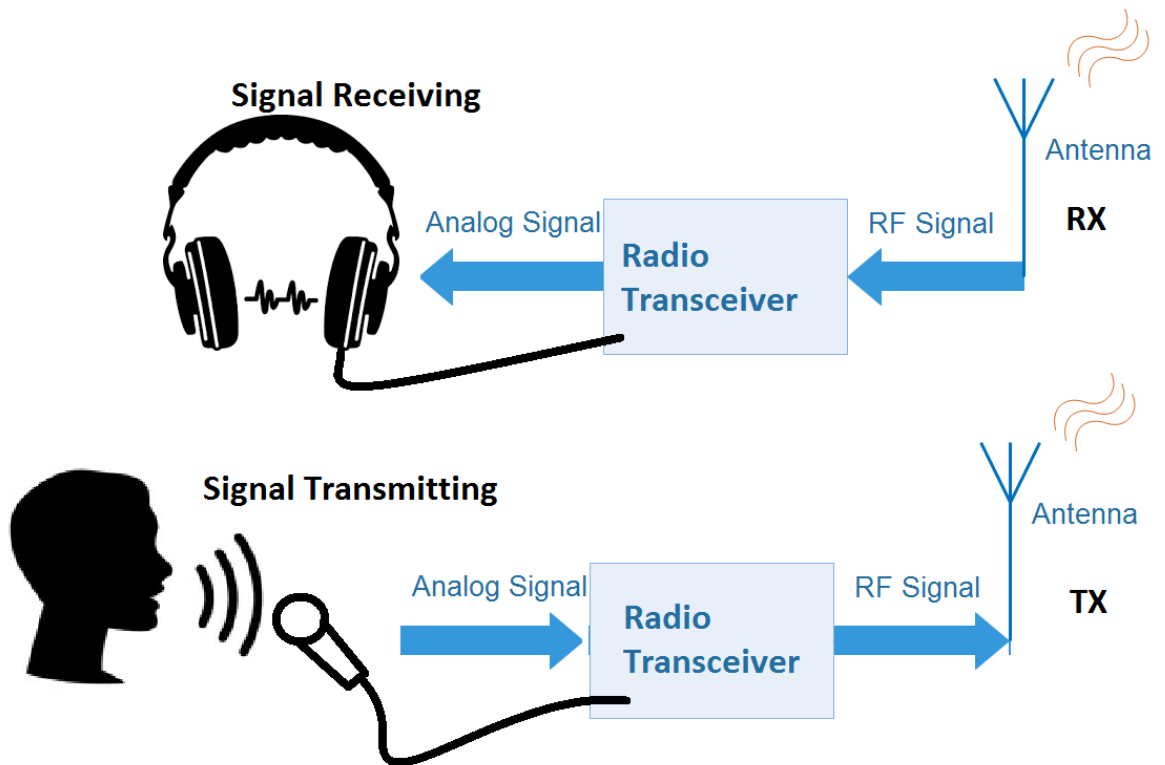 Signal Receiving
Antenna
RX
Analog Signal
RF Signal
Radio
Transceiver
Signal Transmitting
Antenna
TX
Analog Signal
RF Signal
Radio
Transceiver